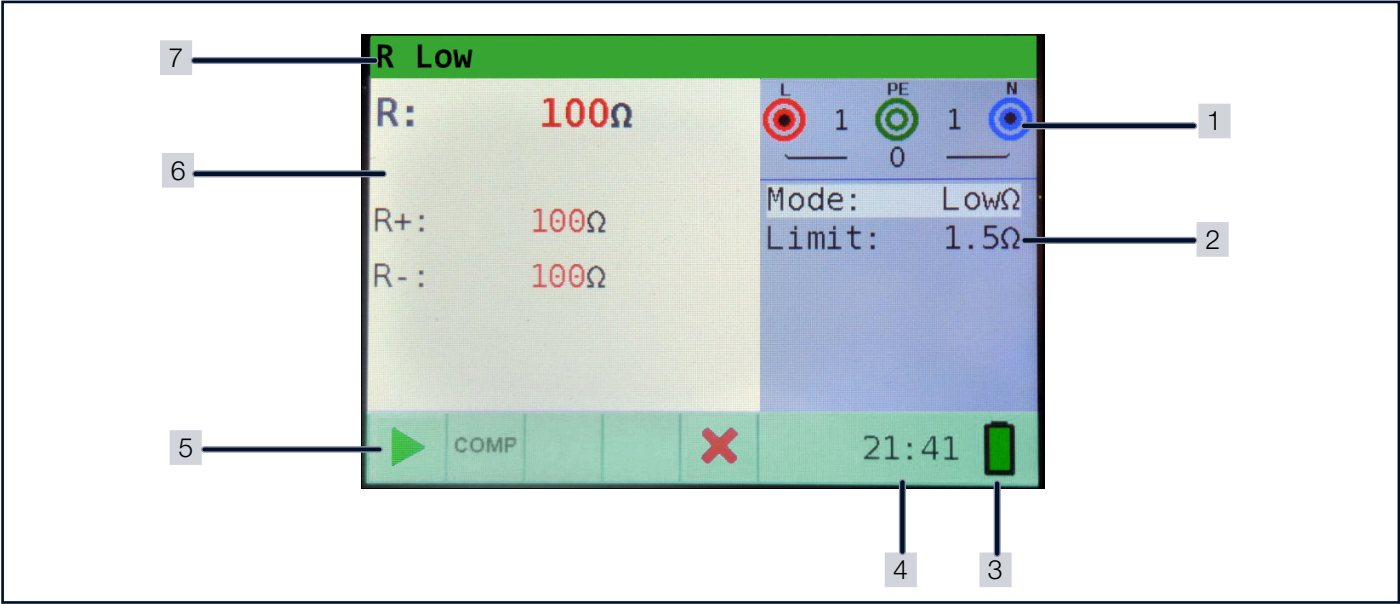 7
R Low
R: 100Ω
L PE N
1 1
0
1
6
Mode: LowΩ
Limit: 1.5Ω
2
R+: 100Ω
R-: 100Ω
5
COMP
21:41
4
3